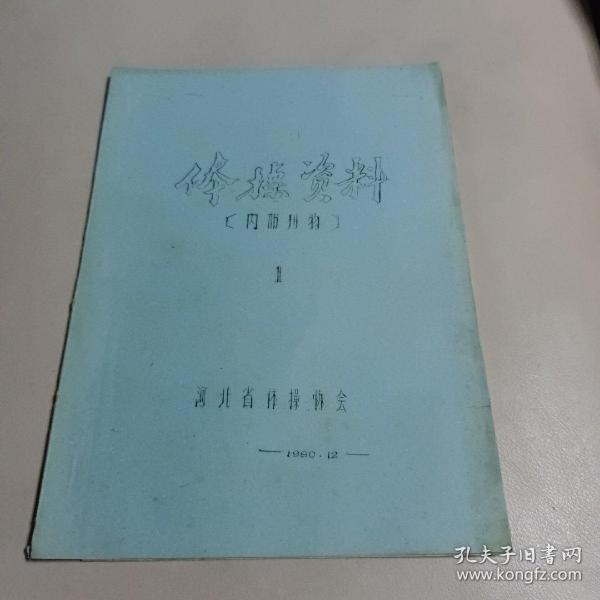 体操资料
〔内部刊物〕
1
河北省体操协会
—1980.12—
孔夫子旧书网
www.kongfz.com